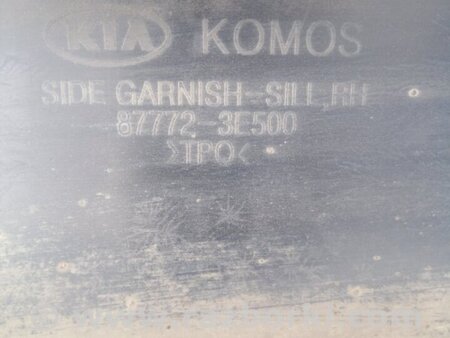 KIA KOMOS
SIDE GARNISH-SILL,RH
87772-3E500
>TPO<